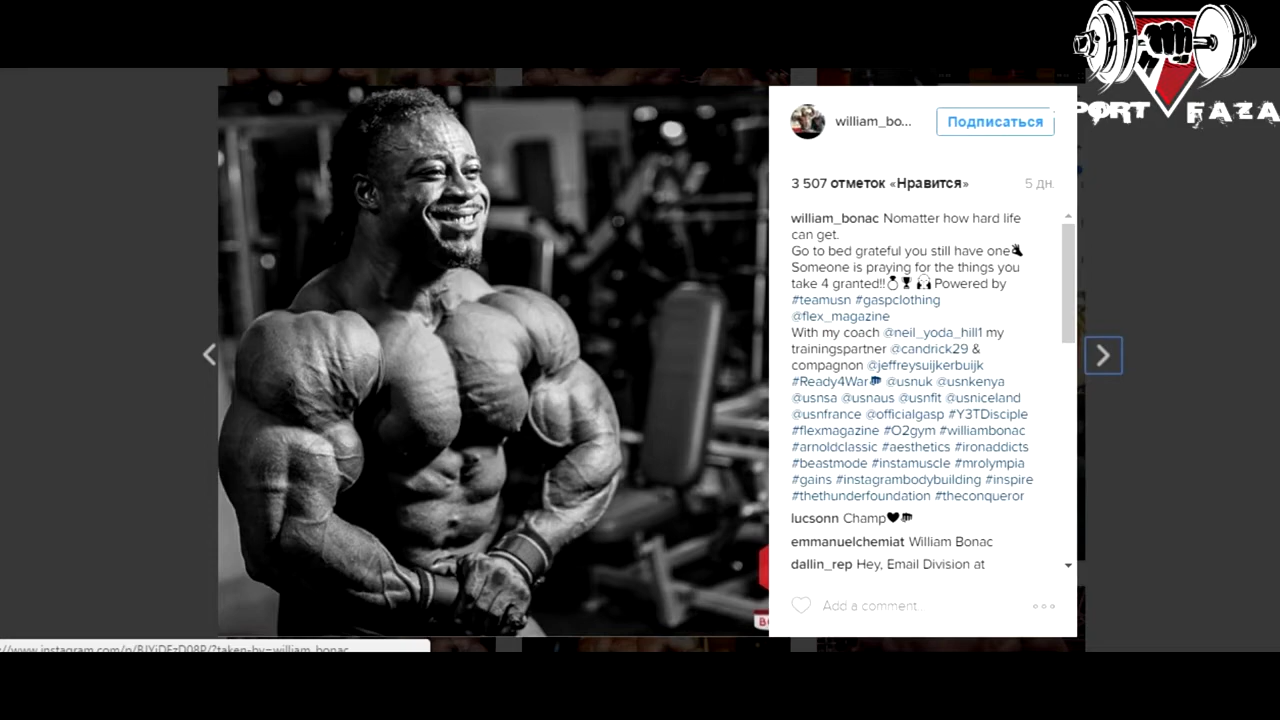 PORT FAZA
william_bo...
Подписаться
3 507 отметок «Нравится»
5 дн.
william_bonac Nomatter how hard life
can get.
Go to bed grateful you still have one
Someone is praying for the things you
take 4 granted!! Powered by
#teamusn #gaspclothing
@flex_magazine
With my coach @neil_yoda_hill1 my
trainingspartner @candrick29 &
compagnon @jeffreysuijkerbuijk
#Ready4War @usnuk @usnkenya
@usnsa @usnaus @usnfit @usniceland
@usnfrance @officialgasp #Y3TDisciple
#flexmagazine #O2gym #williambonac
#arnoldclassic #aesthetics #ironaddicts
#beastmode #instamuscle #mrolympia
#gains #instagrambodybuilding #inspire
#thethunderfoundation #theconqueror
lucsonn Champ
emmanuelchemiat William Bonac
dallin_rep Hey, Email Division at
Add a comment...